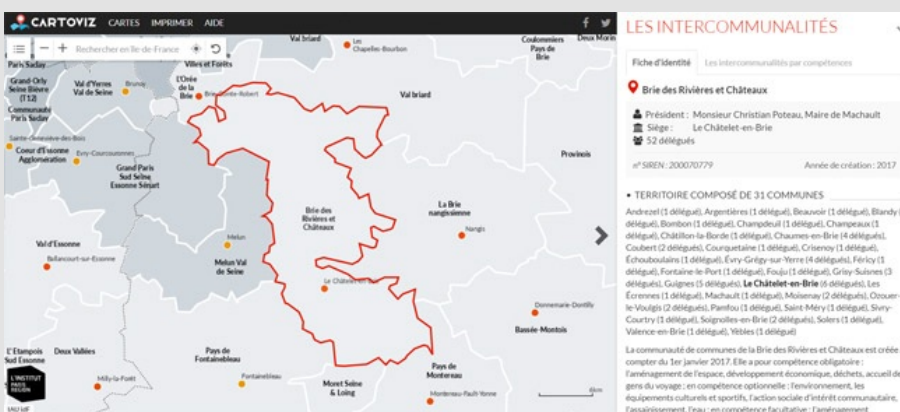 CARTOVIZ CARTES IMPRIMER AIDE
Rechercher en Ile-de-France
Val briard
Les
Chapelles-Bourbon
Coulommiers
Pays de
Brie
Deux Morin
Paris Saclay
Grand-Orly
Seine Bièvre
(T12)
Communauté
Paris Saclay
Val d'Yerres
Val de Seine
Brunoy
Villes et Forêts
L'Orée
de la
Brie
Brie-Comte-Robert
Val briard
Sainte-Geneviève-des-Bois
Coeur d'Essonne
Agglomération
Evry-Courcouronnes
Grand Paris
Sud Seine
Essonne Sénart
Provinois
Brie des
Rivières et
Châteaux
La Brie
nangissienne
Nangis
Val d'Essonne
Ballancourt-sur-Essonne
Melun
Melun Val
de Seine
Le Châtelet-en-Brie
Donnemarie-Dontilly
Bassée-Montois
L'Etampois
Sud Essonne
Deux Vallées
Milly-la-Forêt
Pays de
Fontainebleau
Fontainebleau
Moret Seine
& Loing
Pays de
Montereau
Montereau-Fault-Yonne
L'INSTITUT
PARIS
REGION
6km
LES INTERCOMMUNALITÉS
Fiche d'identité Les intercommunalités par compétences
Brie des Rivières et Châteaux
Président : Monsieur Christian Poteau, Maire de Machault
Siège : Le Châtelet-en-Brie
52 délégués
n° SIREN : 200070779 Année de création : 2017
• TERRITOIRE COMPOSÉ DE 31 COMMUNES
Andrezel (1 délégué), Argentières (1 délégué), Beauvoir (1 délégué), Blandy (
délégué), Bombon (1 délégué), Champdeuil (1 délégué), Champeaux (1
délégué), Châtillon-la-Borde (1 délégué), Chaumes-en-Brie (4 délégués),
Coubert (2 délégués), Courquetaine (1 délégué), Crisenoy (1 délégué),
Échouboulains (1 délégué), Évry-Grégy-sur-Yerre (4 délégués), Féricy (1
délégué), Fontaine-le-Port (1 délégué), Fouju (1 délégué), Grisy-Suisnes (3
délégués), Guignes (5 délégués), Le Châtelet-en-Brie (6 délégués), Les
Écrennes (1 délégué), Machault (1 délégué), Moisenay (2 délégués), Ozouer-
le-Voulgis (2 délégués), Pamfou (1 délégué), Saint-Méry (1 délégué), Sivry-
Courtry (1 délégué), Soignolles-en-Brie (2 délégués), Solers (1 délégué),
Valence-en-Brie (1 délégué), Yèbles (1 délégué)
La communauté de communes de la Brie des Rivières et Châteaux est créée
compter du 1er janvier 2017. Elle a pour compétence obligatoire :
l'aménagement de l'espace, développement économique, déchets, accueil de
gens du voyage ; en compétence optionnelle : l'environnement, les
équipements culturels et sportifs, l'action sociale d'intérêt communautaire,
l'assainissement, l'eau ; en compétence facultative : l'aménagement